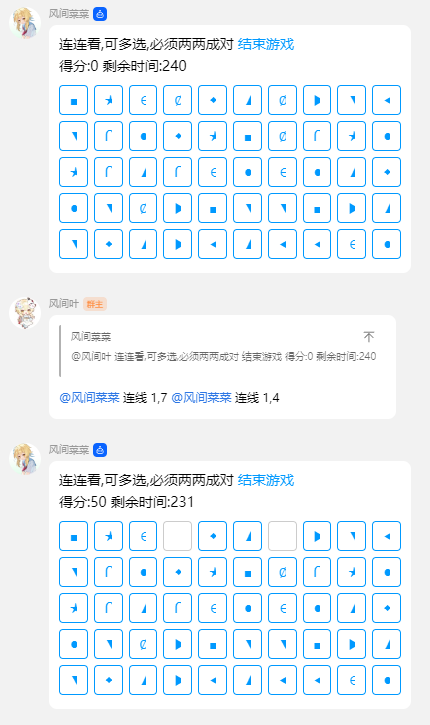 风间菜菜
连连看,可多选,必须两两成对 结束游戏
得分:0 剩余时间:240
风间叶 群主
风间菜菜
@风间叶 连连看,可多选,必须两两成对 结束游戏 得分:0 剩余时间:240
@风间菜菜 连线 1,7 @风间菜菜 连线 1,4
风间菜菜
连连看,可多选,必须两两成对 结束游戏
得分:50 剩余时间:231